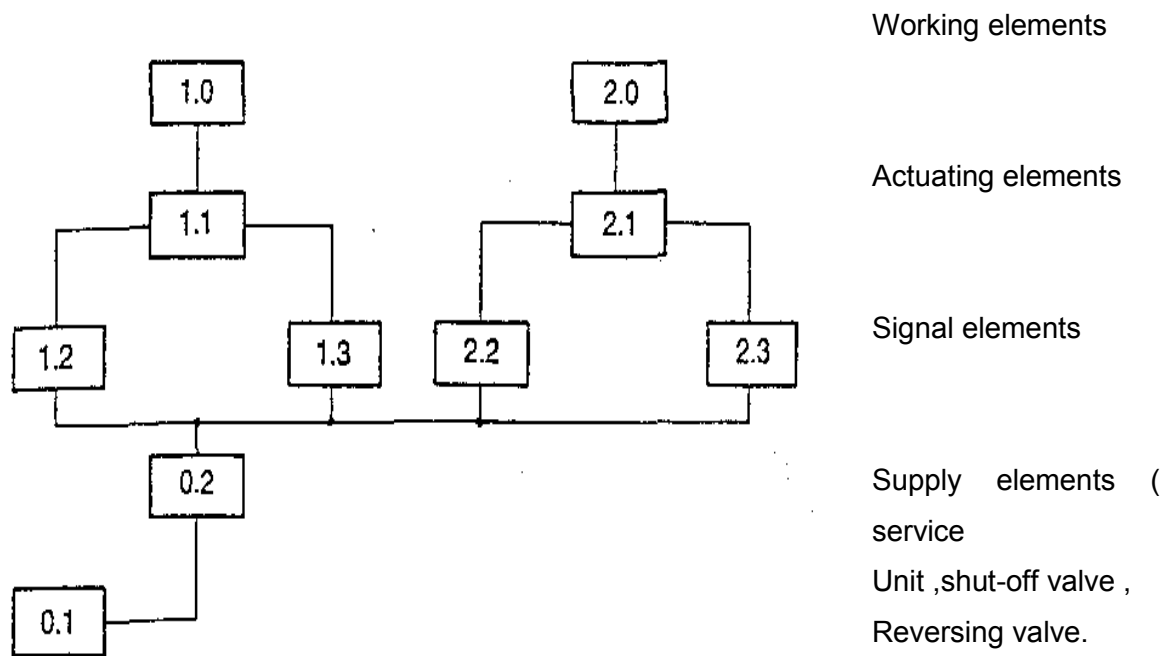 Working elements
1.0 2.0
Actuating elements
1.1 2.1
Signal elements
1.2 1.3 2.2 2.3
Supply elements (
0.2
service
Unit ,shut-off valve ,
0.1
Reversing valve.